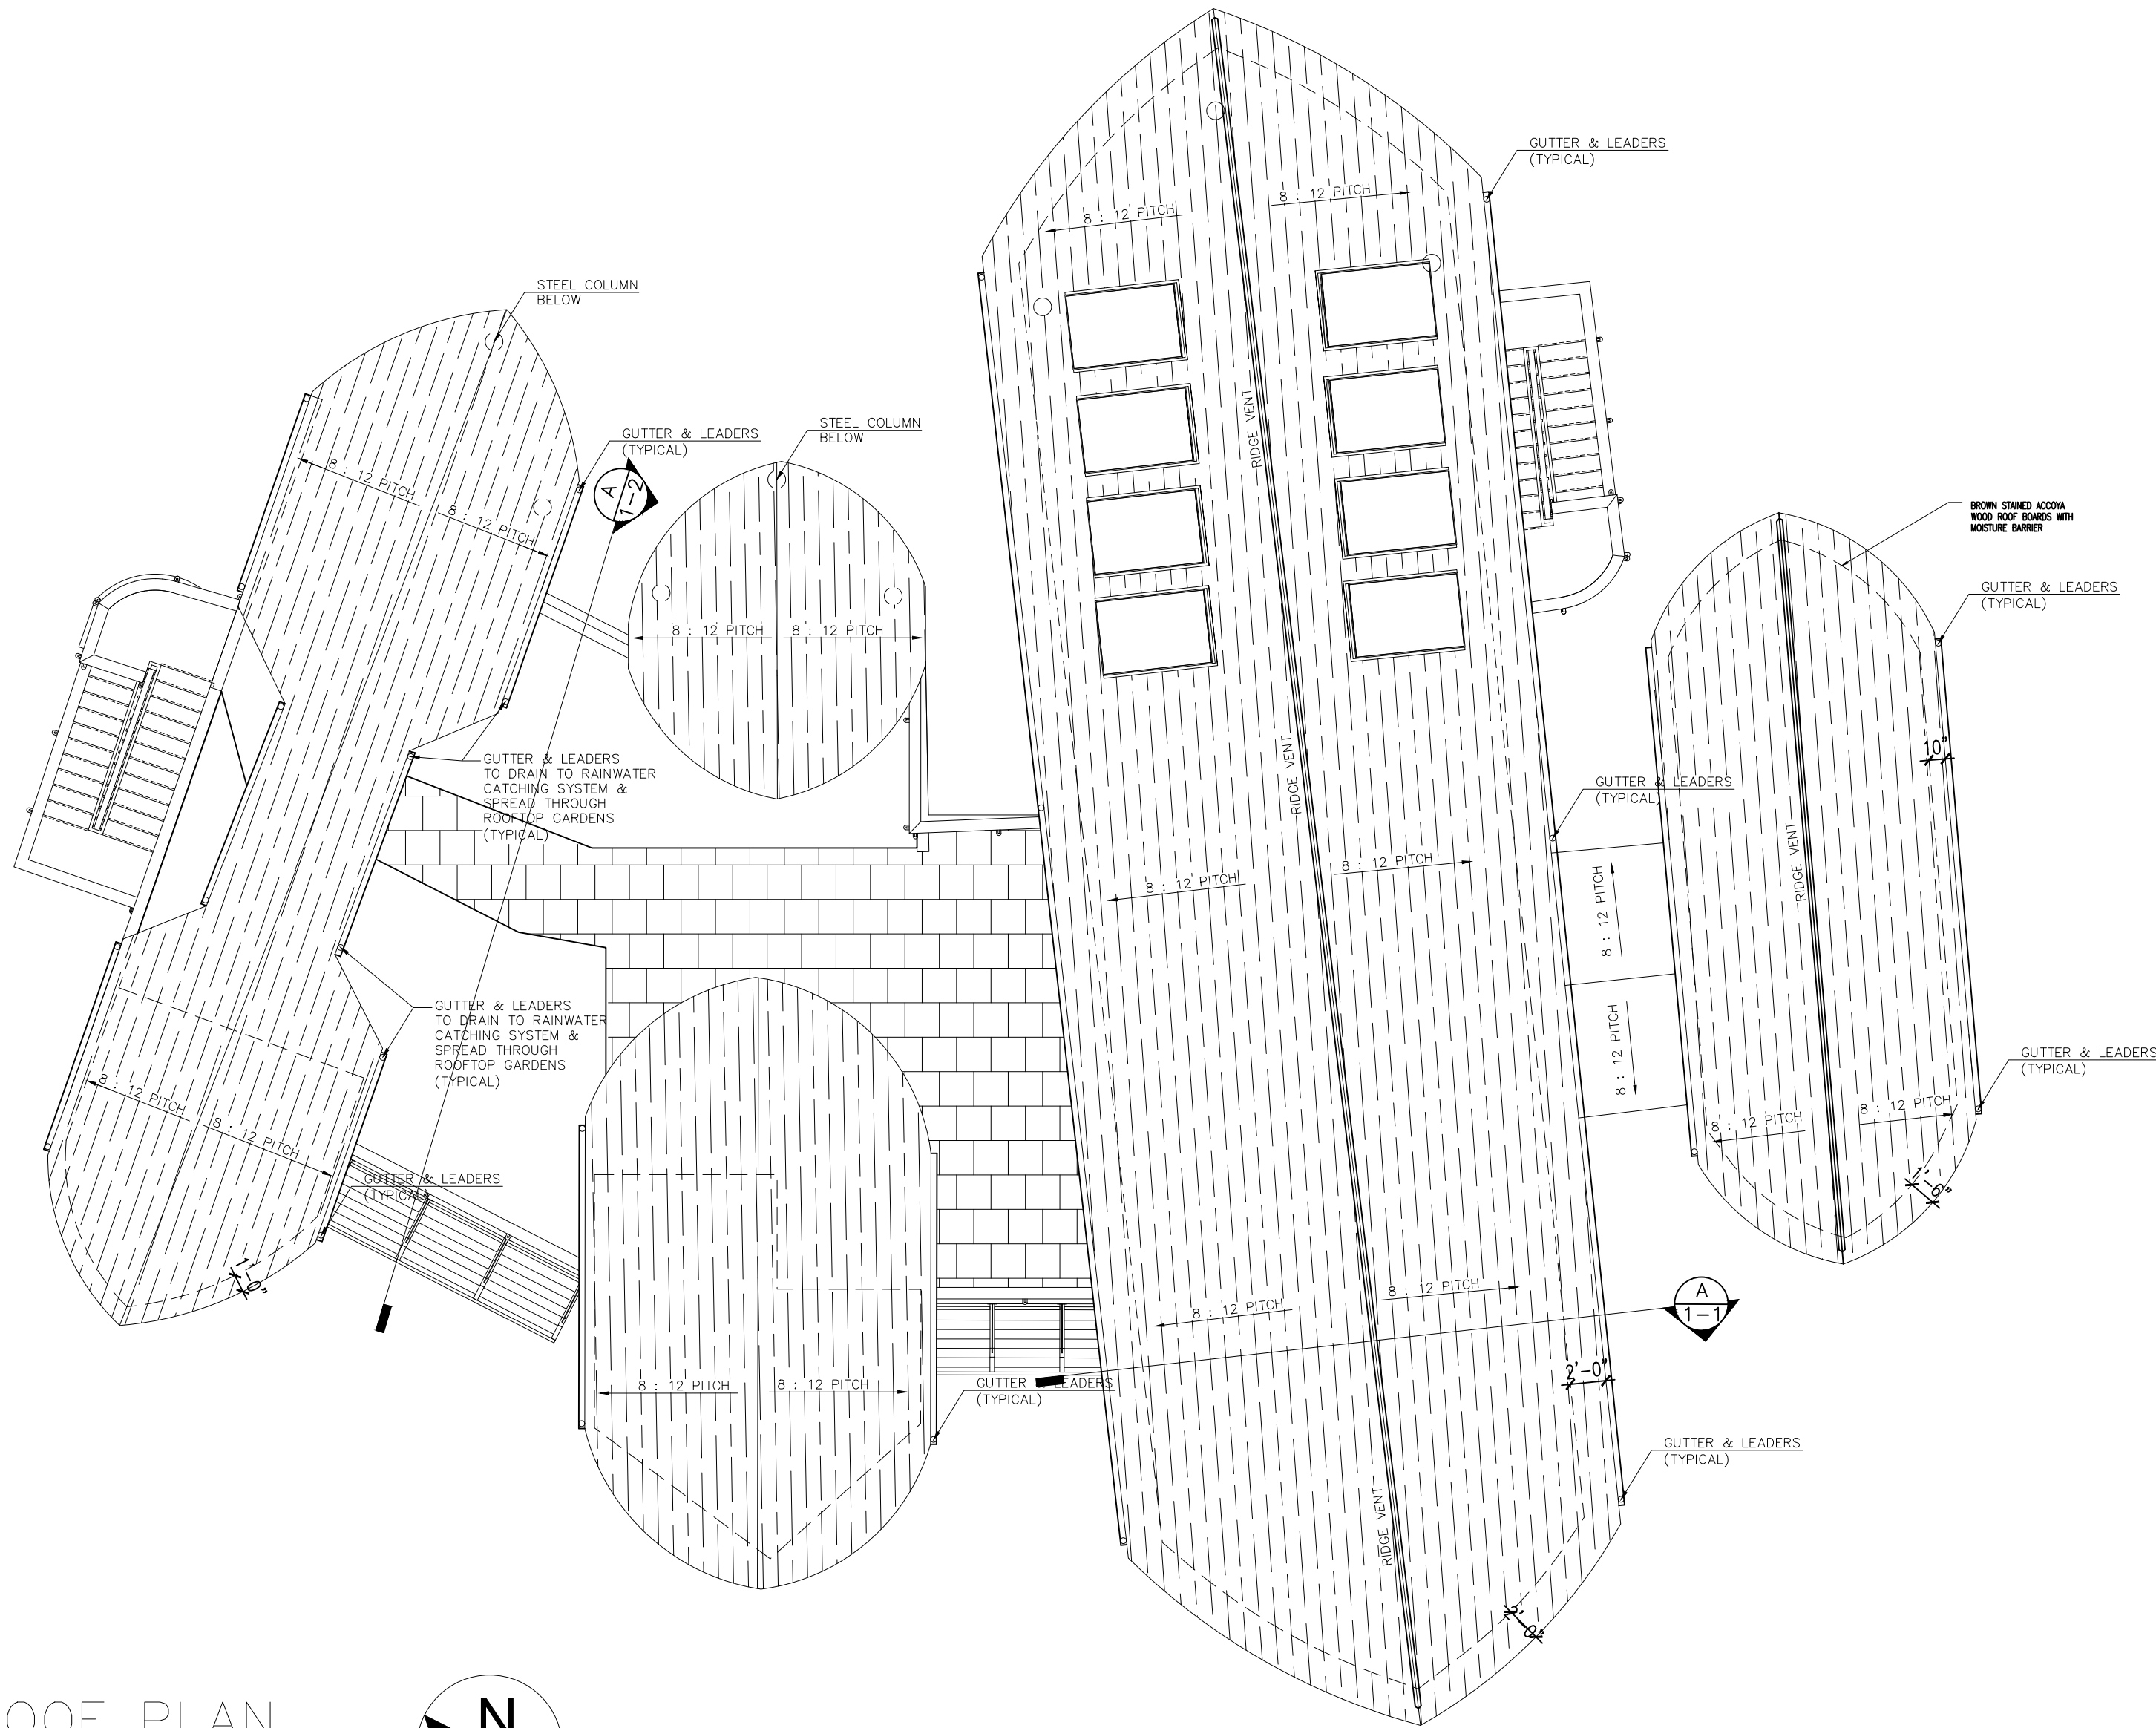 GUTTER & LEADERS
(TYPICAL)
8 : 12 PITCH
8 : 12 PITCH
STEEL COLUMN
BELOW
STEEL COLUMN
BELOW
GUTTER & LEADERS
(TYPICAL)
A
1-2
RIDGE VENT
8 : 12 PITCH
8 : 12 PITCH
BROWN STAINED ACCOYA
WOOD ROOF BOARDS WITH
MOISTURE BARRIER
GUTTER & LEADERS
(TYPICAL)
8 : 12 PITCH
8 : 12 PITCH
GUTTER & LEADERS
TO DRAIN TO RAINWATER
CATCHING SYSTEM &
SPREAD THROUGH
ROOFTOP GARDENS
(TYPICAL)
RIDGE VENT
GUTTER & LEADERS
(TYPICAL)
10"
RIDGE VENT
8 : 12 PITCH
8 : 12 PITCH
8 : 12 PITCH
8 : 12 PITCH
GUTTER & LEADERS
TO DRAIN TO RAINWATER
CATCHING SYSTEM &
SPREAD THROUGH
ROOFTOP GARDENS
(TYPICAL)
GUTTER & LEADERS
(TYPICAL)
8 : 12 PITCH
8 : 12 PITCH
8 : 12 PITCH
8 : 12 PITCH
GUTTER & LEADERS
(TYPICAL)
1'-0"
8 : 12 PITCH
8 : 12 PITCH
A
1-1
2'-0"
8 : 12 PITCH
8 : 12 PITCH
GUTTER & LEADERS
(TYPICAL)
GUTTER & LEADERS
(TYPICAL)
RIDGE VENT
OOF PLAN
N